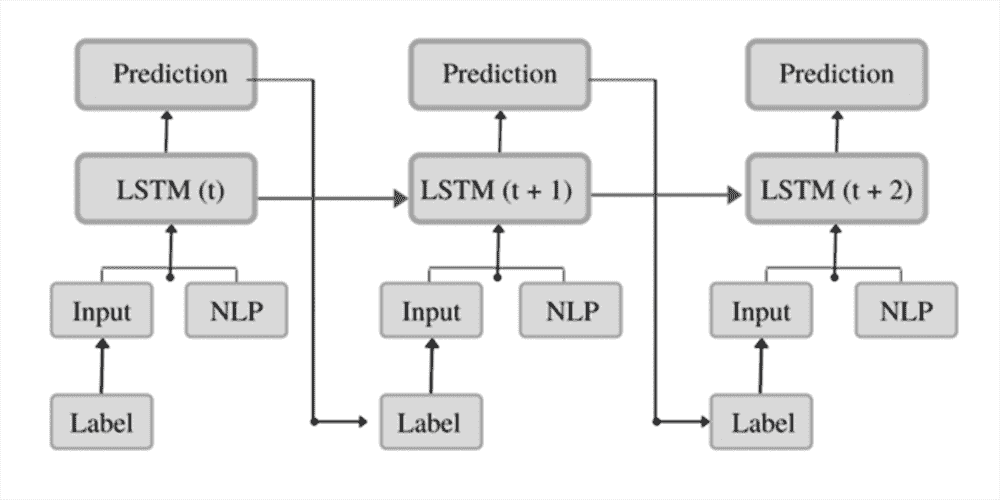 Prediction
Prediction
Prediction
LSTM (t)
LSTM (t + 1)
LSTM (t + 2)
Input
NLP
Input
NLP
Input
NLP
Label
Label
Label